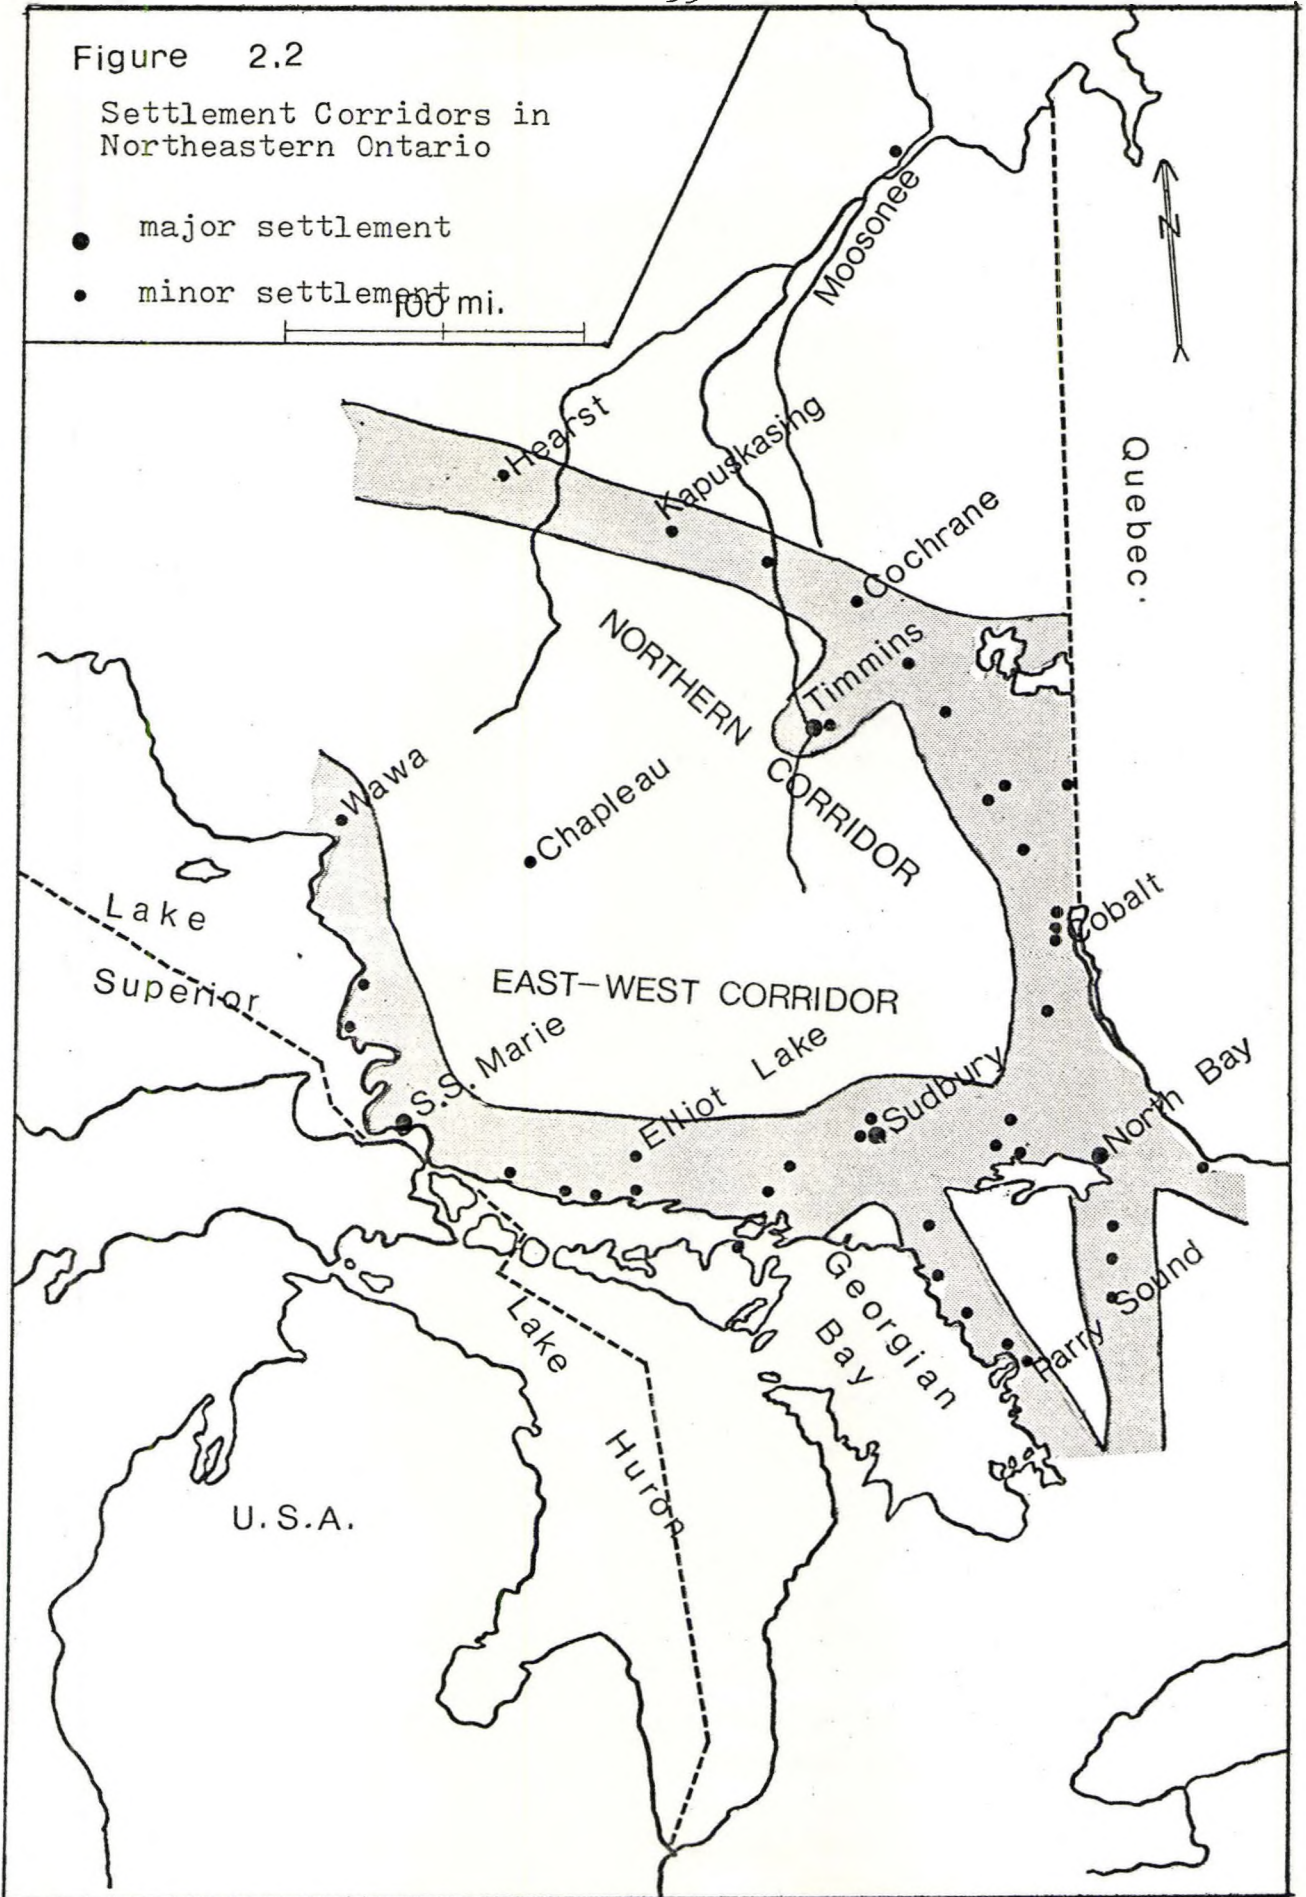 Figure 2.2
Settlement Corridors in
Northeastern Ontario
major settlement
minor settlement
100 mi.
Moosonee
N
Quebec
Hearst
Kapuskasing
Cochrane
Timmins
NORTHERN
CORRIDOR
Wawa
Chapleau
Cobalt
Lake
Superior
EAST-WEST CORRIDOR
S.S. Marie
Elliot Lake
Sudbury
North Bay
Parry Sound
Georgian
Bay
Lake
Huron
U.S.A.